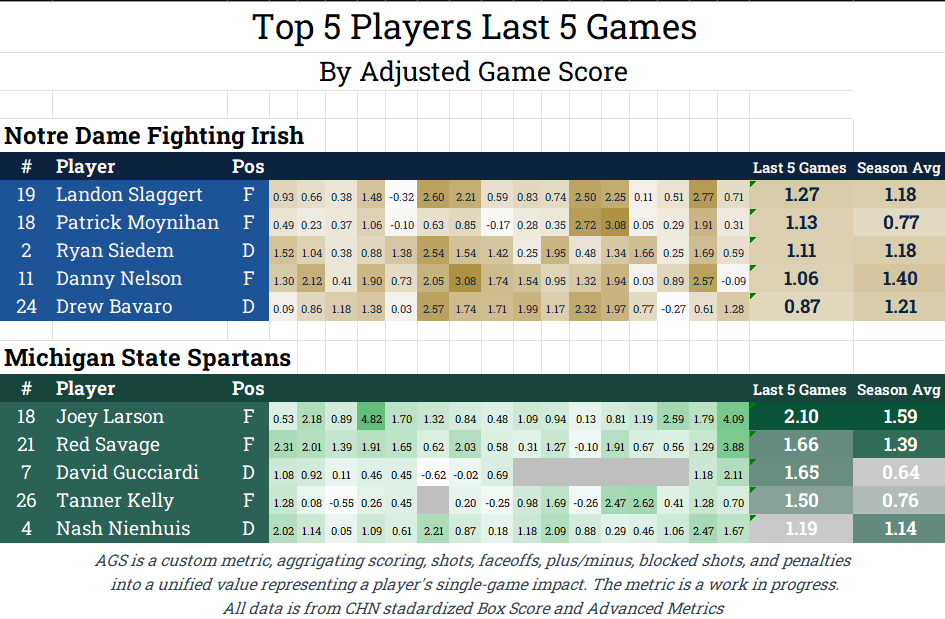 Top 5 Players Last 5 Games
By Adjusted Game Score
Notre Dame Fighting Irish
# Player Pos Last 5 Games Season Avg
19 Landon Slaggert F 0.93 0.66 0.38 1.48 -0.32 2.60 2.21 0.59 0.83 0.74 2.50 2.25 0.11 0.51 2.77 0.71 1.27 1.18
18 Patrick Moynihan F 0.49 0.23 0.37 1.06 -0.10 0.63 0.85 -0.17 0.28 0.35 2.72 3.08 0.05 0.29 1.91 0.31 1.13 0.77
2 Ryan Siedem D 1.52 1.04 0.38 0.88 1.38 2.54 1.54 1.42 0.25 1.95 0.48 1.34 1.66 0.25 1.69 0.59 1.11 1.18
11 Danny Nelson F 1.30 2.12 0.41 1.90 0.73 2.05 3.08 1.74 1.54 0.95 1.32 1.94 0.03 0.89 2.57 -0.09 1.06 1.40
24 Drew Bavaro D 0.09 0.86 1.18 1.38 0.03 2.57 1.74 1.71 1.99 1.17 2.32 1.97 0.77 -0.27 0.61 1.28 0.87 1.21
Michigan State Spartans
# Player Pos Last 5 Games Season Avg
18 Joey Larson F 0.53 2.18 0.89 4.82 1.70 1.32 0.84 0.48 1.09 0.94 0.13 0.81 1.19 2.59 1.79 4.09 2.10 1.59
21 Red Savage F 2.31 2.01 1.39 1.91 1.65 0.62 2.03 0.58 0.31 1.27 -0.10 1.91 0.67 0.56 1.29 3.88 1.66 1.39
7 David Gucciardi D 1.08 0.92 0.11 0.46 0.45 -0.62 -0.02 0.69 1.18 2.11 1.65 0.64
26 Tanner Kelly F 1.28 0.08 -0.55 0.26 0.45 0.20 -0.25 0.98 1.69 -0.26 2.47 2.62 0.41 1.28 0.70 1.50 0.76
4 Nash Nienhuis D 2.02 1.14 0.05 1.09 0.61 2.21 0.87 0.18 1.18 2.09 0.88 0.29 0.46 1.06 2.47 1.67 1.19 1.14
AGS is a custom metric, aggrigating scoring, shots, faceoffs, plus/minus, blocked shots, and penalties
into a unified value representing a player's single-game impact. The metric is a work in progress.
All data is from CHN stadardized Box Score and Advanced Metrics